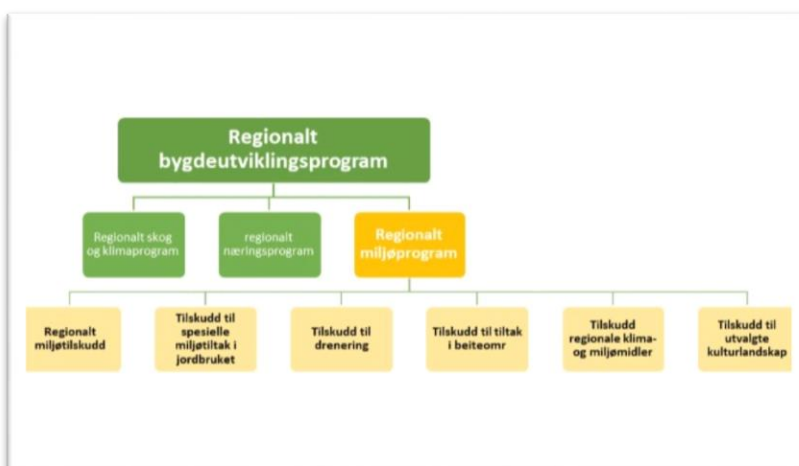 Regionalt
bygdeutviklingsprogram
Regionalt skog
og klimaprogram
regionalt
næringsprogram
Regionalt
miljøprogram
Regionalt
miljøtilskudd
Tilskudd til
spesielle
miljøtiltak i
jordbruket
Tilskudd til
drenering
Tilskudd til tiltak
i beiteomr
Tilskudd
regionale klima-
og miljømidler
Tilskudd til
utvalgte
kulturlandskap